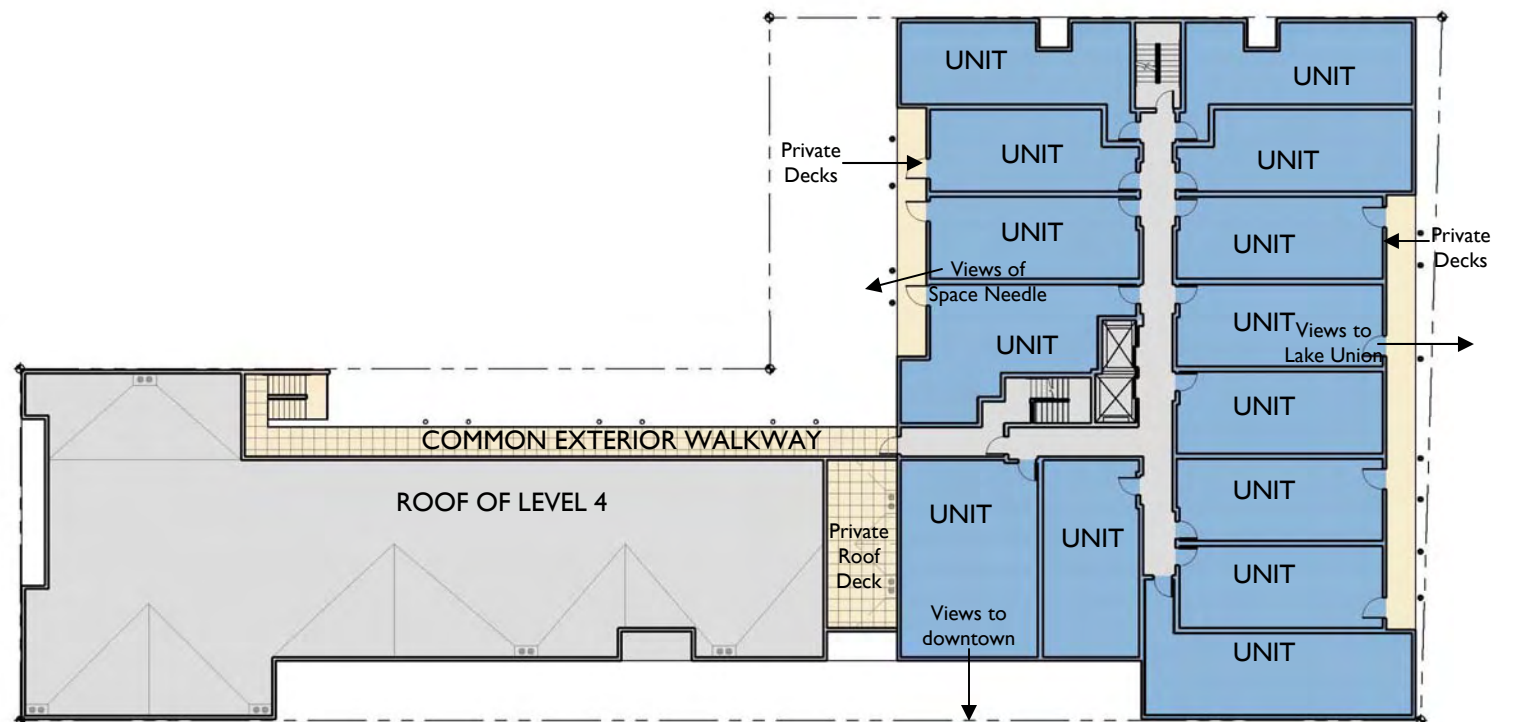 UNIT
UNIT
Private
Decks
UNIT
UNIT
UNIT
UNIT
Private
Decks
Views of
Space Needle
UNIT
UNIT
Views to
Lake Union
UNIT
COMMON EXTERIOR WALKWAY
ROOF OF LEVEL 4
UNIT
UNIT
UNIT
Private
Roof
Deck
UNIT
Views to
downtown
UNIT